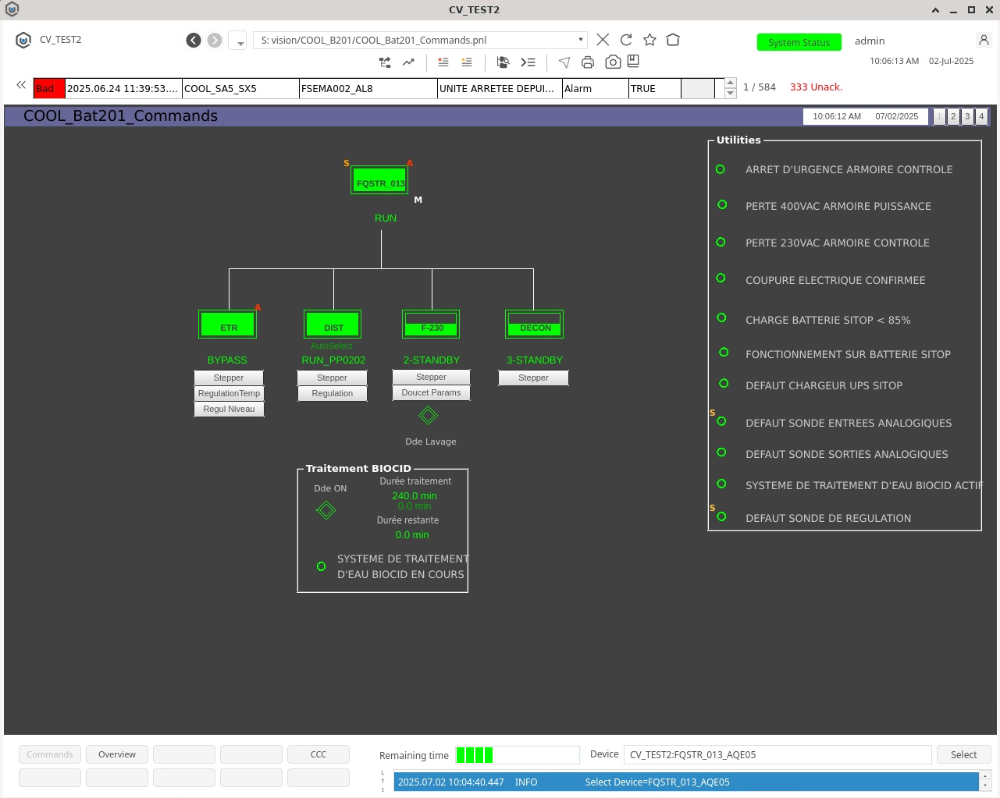 CV_TEST2
CV_TEST2
S: vision/COOL_B201/COOL_Bat201_Commands.pnl
System Status
admin
10:06:13 AM 02-Jul-2025
Bad 2025.06.24 11:39:53.... COOL_SA5_SX5 FSEMA002_AL8 UNITE ARRETEE DEPUI... Alarm TRUE
1 / 584 333 Unack.
COOL_Bat201_Commands
10:06:12 AM 07/02/2025 1 2 3 4
Utilities
S A
FQSTR_013
M
RUN
ARRET D'URGENCE ARMOIRE CONTROLE
PERTE 400VAC ARMOIRE PUISSANCE
PERTE 230VAC ARMOIRE CONTROLE
COUPURE ELECTRIQUE CONFIRMEE
CHARGE BATTERIE SITOP < 85%
FONCTIONNEMENT SUR BATTERIE SITOP
DEFAUT CHARGEUR UPS SITOP
S
DEFAUT SONDE ENTREES ANALOGIQUES
DEFAUT SONDE SORTIES ANALOGIQUES
SYSTEME DE TRAITEMENT D'EAU BIOCID ACTIF
S
DEFAUT SONDE DE REGULATION
A
ETR DIST F-230 DECON
AutoSelect
BYPASS RUN_PP0202 2-STANDBY 3-STANDBY
Stepper Stepper Stepper Stepper
RegulationTemp Regulation Doucet Params
Regul Niveau
Dde Lavage
Traitement BIOCID
Dde ON
Durée traitement
240.0 min
0.0 min
Durée restante
0.0 min
SYSTEME DE TRAITEMENT
D'EAU BIOCID EN COURS
Commands Overview CCC
Remaining time
Device CV_TEST2:FQSTR_013_AQE05 Select
L
T
I
2025.07.02 10:04:40.447 INFO Select Device=FQSTR_013_AQE05